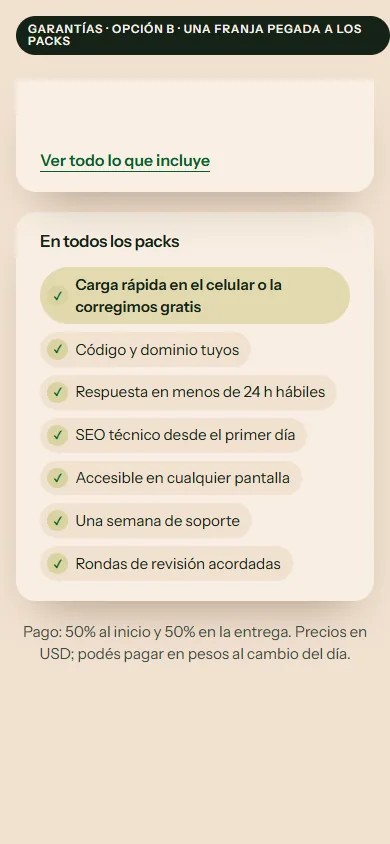 GARANTÍAS · OPCIÓN B · UNA FRANJA PEGADA A LOS
PACKS
Ver todo lo que incluye
En todos los packs
✓ Carga rápida en el celular o la
corregimos gratis
✓ Código y dominio tuyos
✓ Respuesta en menos de 24 h hábiles
✓ SEO técnico desde el primer día
✓ Accesible en cualquier pantalla
✓ Una semana de soporte
✓ Rondas de revisión acordadas
Pago: 50% al inicio y 50% en la entrega. Precios en
USD; podés pagar en pesos al cambio del día.